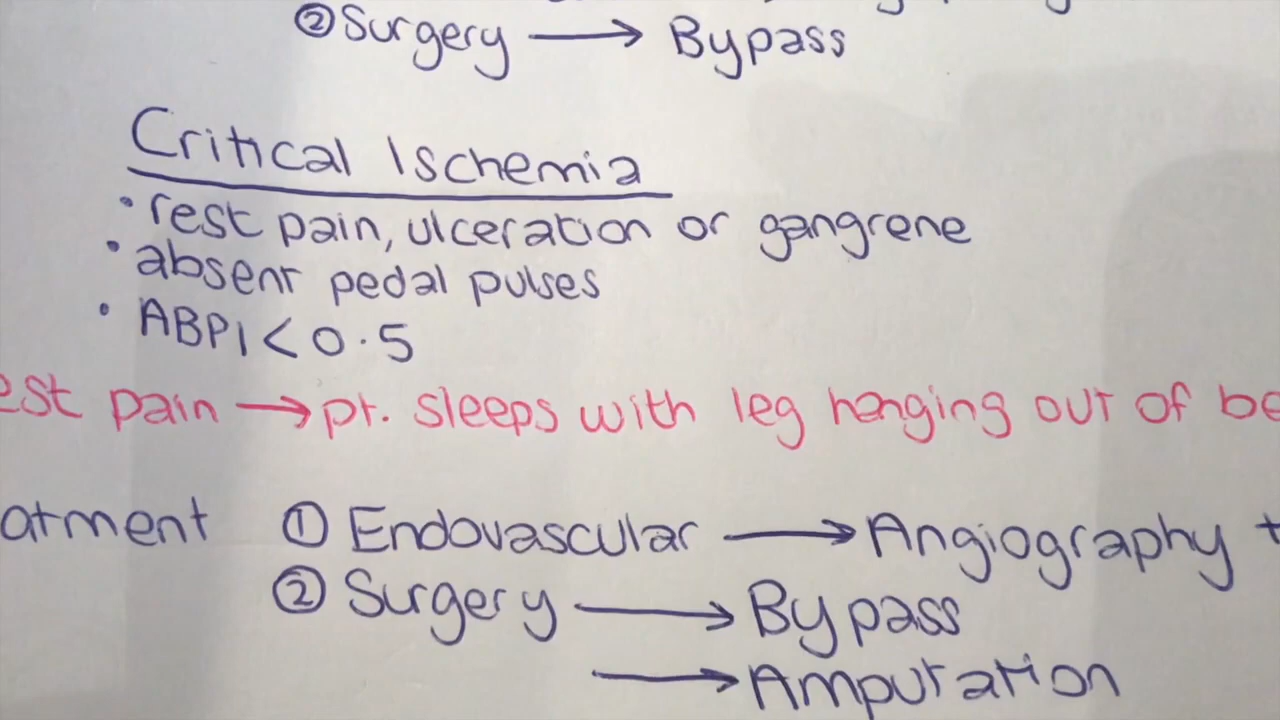 ② Surgery → Bypass
Critical Ischemia
• rest pain, ulceration or gangrene
• absent pedal pulses
• ABPI < 0.5
est pain → pt. sleeps with leg hanging out of be
atment ① Endovascular → Angiography +
② Surgery → Bypass
→ Amputation